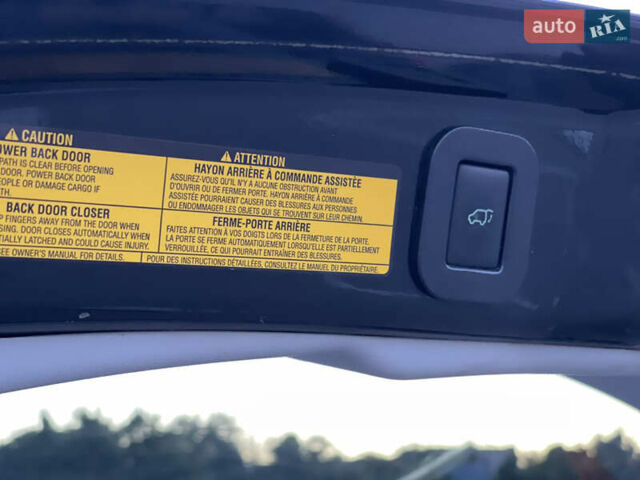 auto RIA.com
CAUTION
OWER BACK DOOR
PATH IS CLEAR BEFORE OPENING
DOOR. POWER BACK DOOR
EOPLE OR DAMAGE CARGO IF
TH.
BACK DOOR CLOSER
P FINGERS AWAY FROM THE DOOR WHEN
SING. DOOR CLOSES AUTOMATICALLY WHEN
TIALLY LATCHED AND COULD CAUSE INJURY.
SEE OWNER'S MANUAL FOR DETAILS.
ATTENTION
HAYON ARRIÈRE À COMMANDE ASSISTÉE
ASSUREZ-VOUS QU'IL N'Y A AUCUNE OBSTRUCTION AVANT
D'OUVRIR OU DE FERMER PORTE. HAYON ARRIÈRE À COMMANDE
ASSISTÉE POURRAIENT CAUSER DES BLESSURES AUX PERSONNES
OU ENDOMMAGER LES OBJETS QUI SE TROUVENT SUR LEUR CHEMIN.
FERME-PORTE ARRIÈRE
FAITES ATTENTION À VOS DOIGTS LORS DE LA FERMETURE DE LA PORTE.
LA PORTE SE FERME AUTOMATIQUEMENT LORSQU'ELLE EST PARTIELLEMENT
VERROUILLÉE, CE QUI POURRAIT ENTRAÎNER DES BLESSURES.
POUR DES INSTRUCTIONS DÉTAILLÉES, CONSULTEZ LE MANUEL DU PROPRIÉTAIRE.